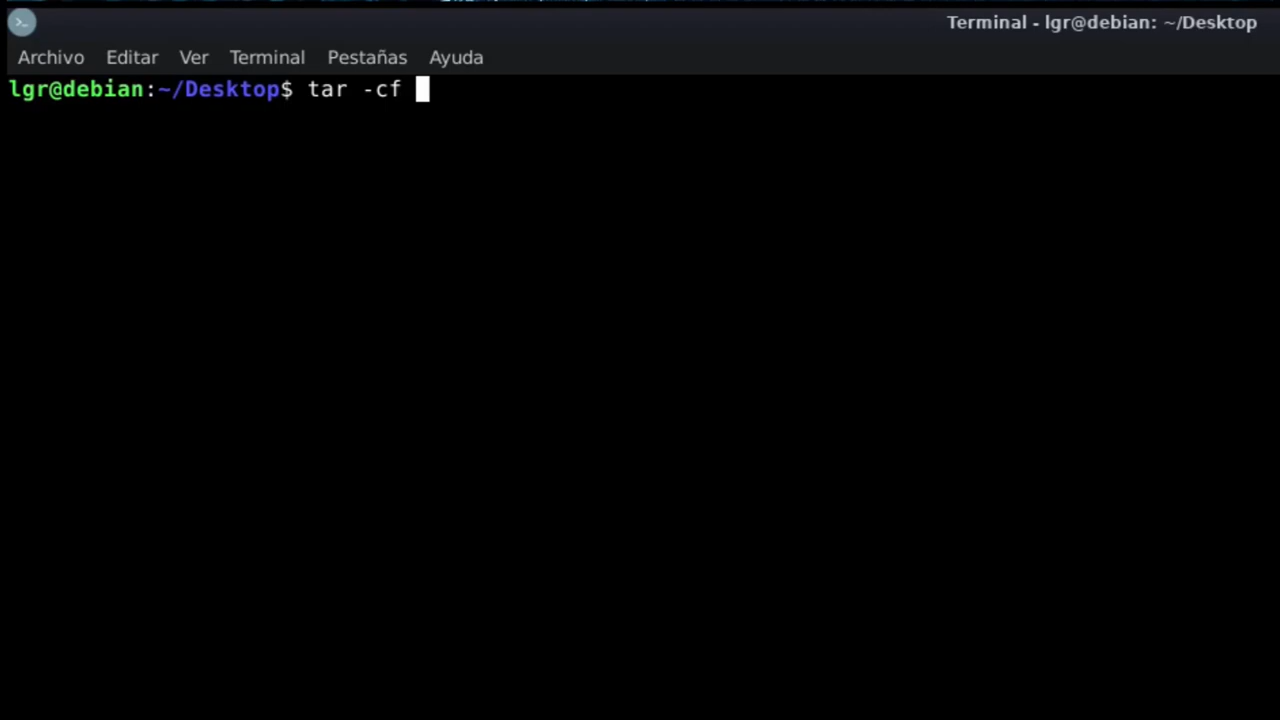 Terminal - lgr@debian: ~/Desktop
Archivo Editar Ver Terminal Pestañas Ayuda
lgr@debian:~/Desktop$ tar -cf